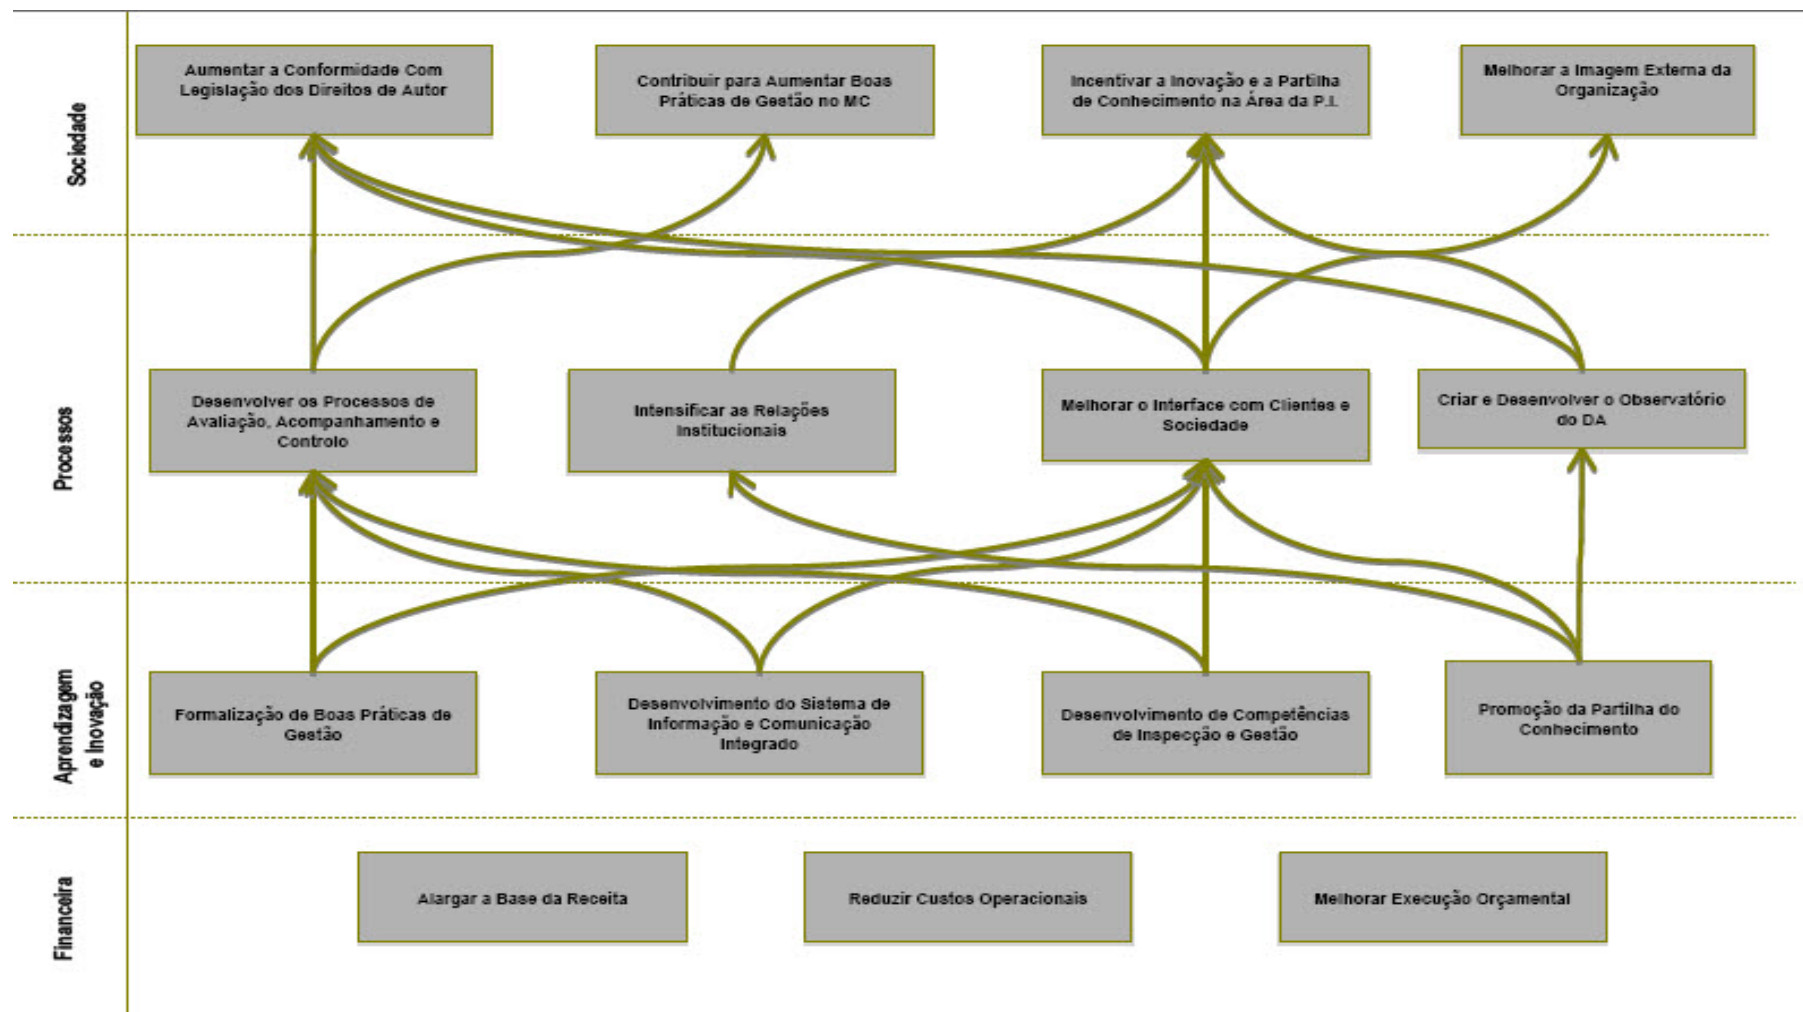 Sociedade
Aumentar a Conformidade Com
Legislação dos Direitos de Autor
Contribuir para Aumentar Boas
Práticas de Gestão no MC
Incentivar a Inovação e a Partilha
de Conhecimento na Área da P.I.
Melhorar a Imagem Externa da
Organização
Processos
Desenvolver os Processos de
Avaliação, Acompanhamento e
Controlo
Intensificar as Relações
Institucionais
Melhorar o Interface com Clientes e
Sociedade
Criar e Desenvolver o Observatório
do DA
Aprendizagem
e Inovação
Formalização de Boas Práticas de
Gestão
Desenvolvimento do Sistema de
Informação e Comunicação
Integrado
Desenvolvimento de Competências
de Inspecção e Gestão
Promoção da Partilha do
Conhecimento
Financeira
Alargar a Base da Receita
Reduzir Custos Operacionais
Melhorar Execução Orçamental